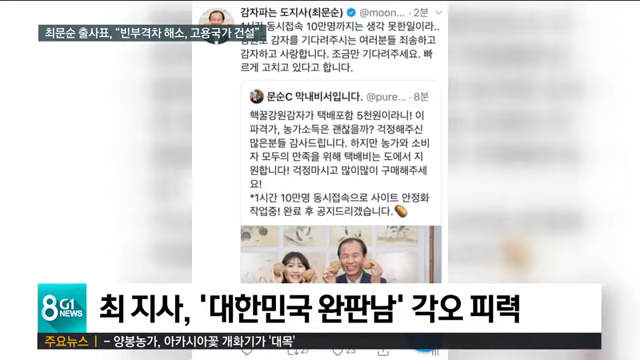 최문순 출사표, "빈부격차 해소, 고용국가 건설"
감자파는 도지사(최문순) @moon... · 2분
1시간 동시접속 10만명까지는 생각 못한일이라..
감자를 기다려주시는 여러분들 죄송하고
감자하고 사랑합니다. 조금만 기다려주세요. 빠
르게 고치고 있다고 합니다.
문순C 막내비서입니다. @pure... · 8분
핵꿀강원감자가 택배포함 5천원이라니! 이
파격가, 농가소득은 괜찮을까? 걱정해주신
많은분들 감사드립니다. 하지만 농가와 소비
자 모두의 만족을 위해 택배비는 도에서 지
원합니다! 걱정마시고 많이많이 구매해주세
요!
*1시간 10만명 동시접속으로 사이트 안정화
작업중! 완료 후 공지드리겠습니다.🥔
8 G1 NEWS
최 지사, '대한민국 완판남' 각오 피력
주요뉴스 – 양봉농가, 아카시아꽃 개화기가 '대목'